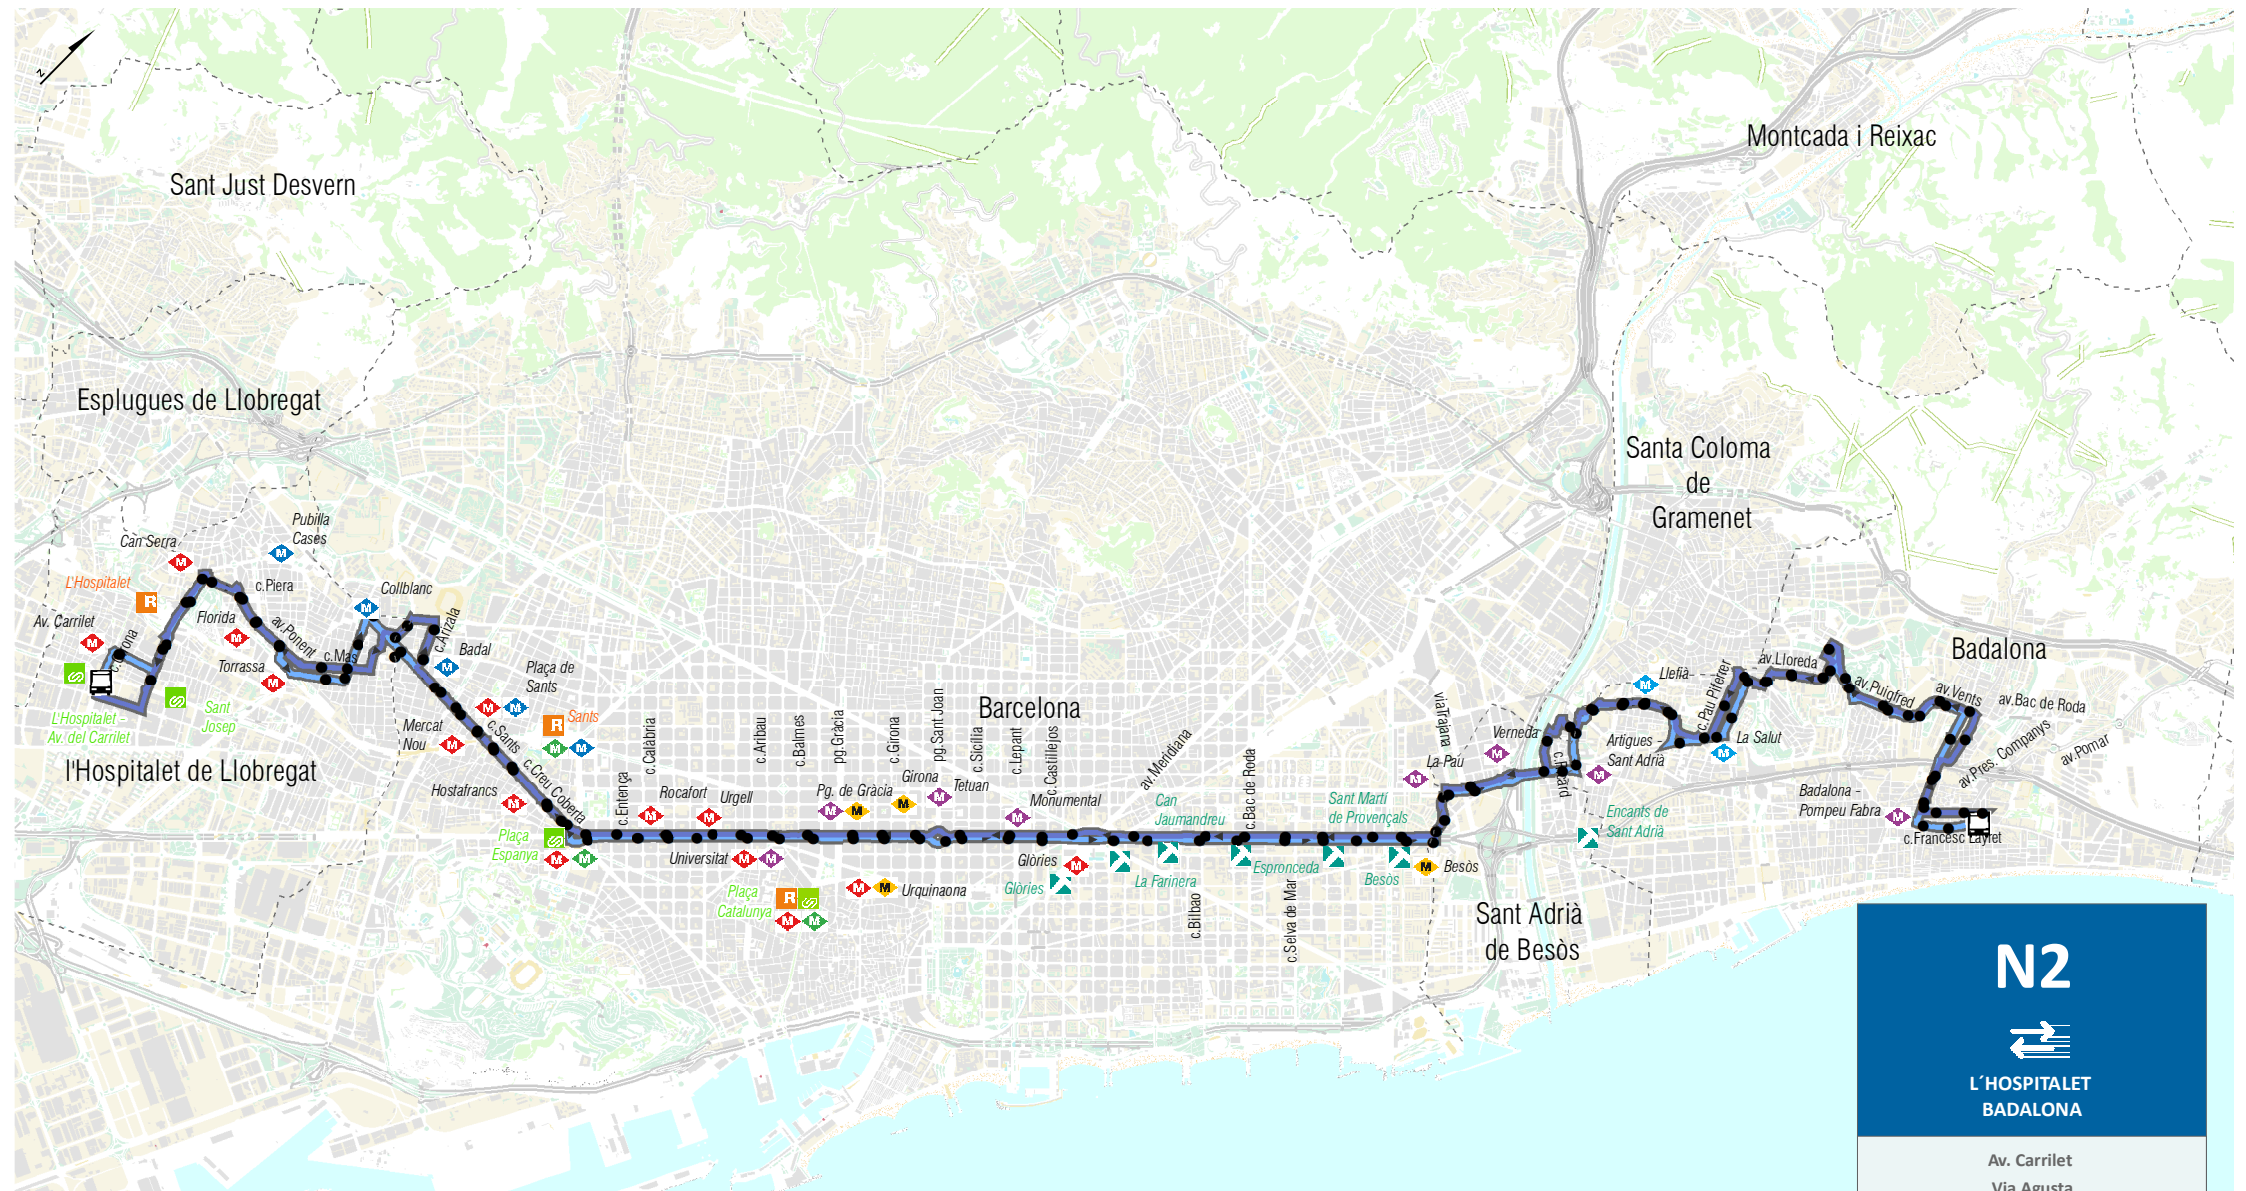 N
Montcada i Reixac
Sant Just Desvern
Esplugues de Llobregat
Santa Coloma
de
Gramenet
Pubilla
Cases
Can Serra
L'Hospitalet
c.Piera
Collblanc
Av. Carrilet
Florida
av.Ponent
c.Mas
c.Arizala
Badal
Torrassa
Plaça de
Sants
L'Hospitalet -
Av. del Carrilet
Sant
Josep
Mercat
Nou
c.Sants
Sants
l'Hospitalet de Llobregat
c.Creu Coberta
Hostafrancs
Plaça
Espanya
c.Entença
c.Calàbria
Rocafort
Urgell
c.Aribau
c.Balmes
pg.Gràcia
c.Girona
pg.Sant Joan
c.Sicília
c.Lepant
c.Castillejos
Barcelona
Pg. de Gràcia
Girona
Tetuan
Monumental
av.Meridiana
Can
Jaumandreu
c.Bac de Roda
Sant Martí
de Provençals
Universitat
Plaça
Catalunya
Urquinaona
Glòries
Glòries
La Farinera
Espronceda
Besòs
Besòs
c.Bilbao
c.Selva de Mar
via Trajana
La Pau
Verneda
Artigues -
Sant Adrià
Encants de
Sant Adrià
Llefià
La Salut
av.Lloreda
Badalona
av.Vents
av.Bac de Roda
av.Pres. Companys
av.Pomar
Badalona -
Pompeu Fabra
c.Francesc Layret
Sant Adrià
de Besòs
N2
L´HOSPITALET
BADALONA
Av. Carrilet
Via Agusta